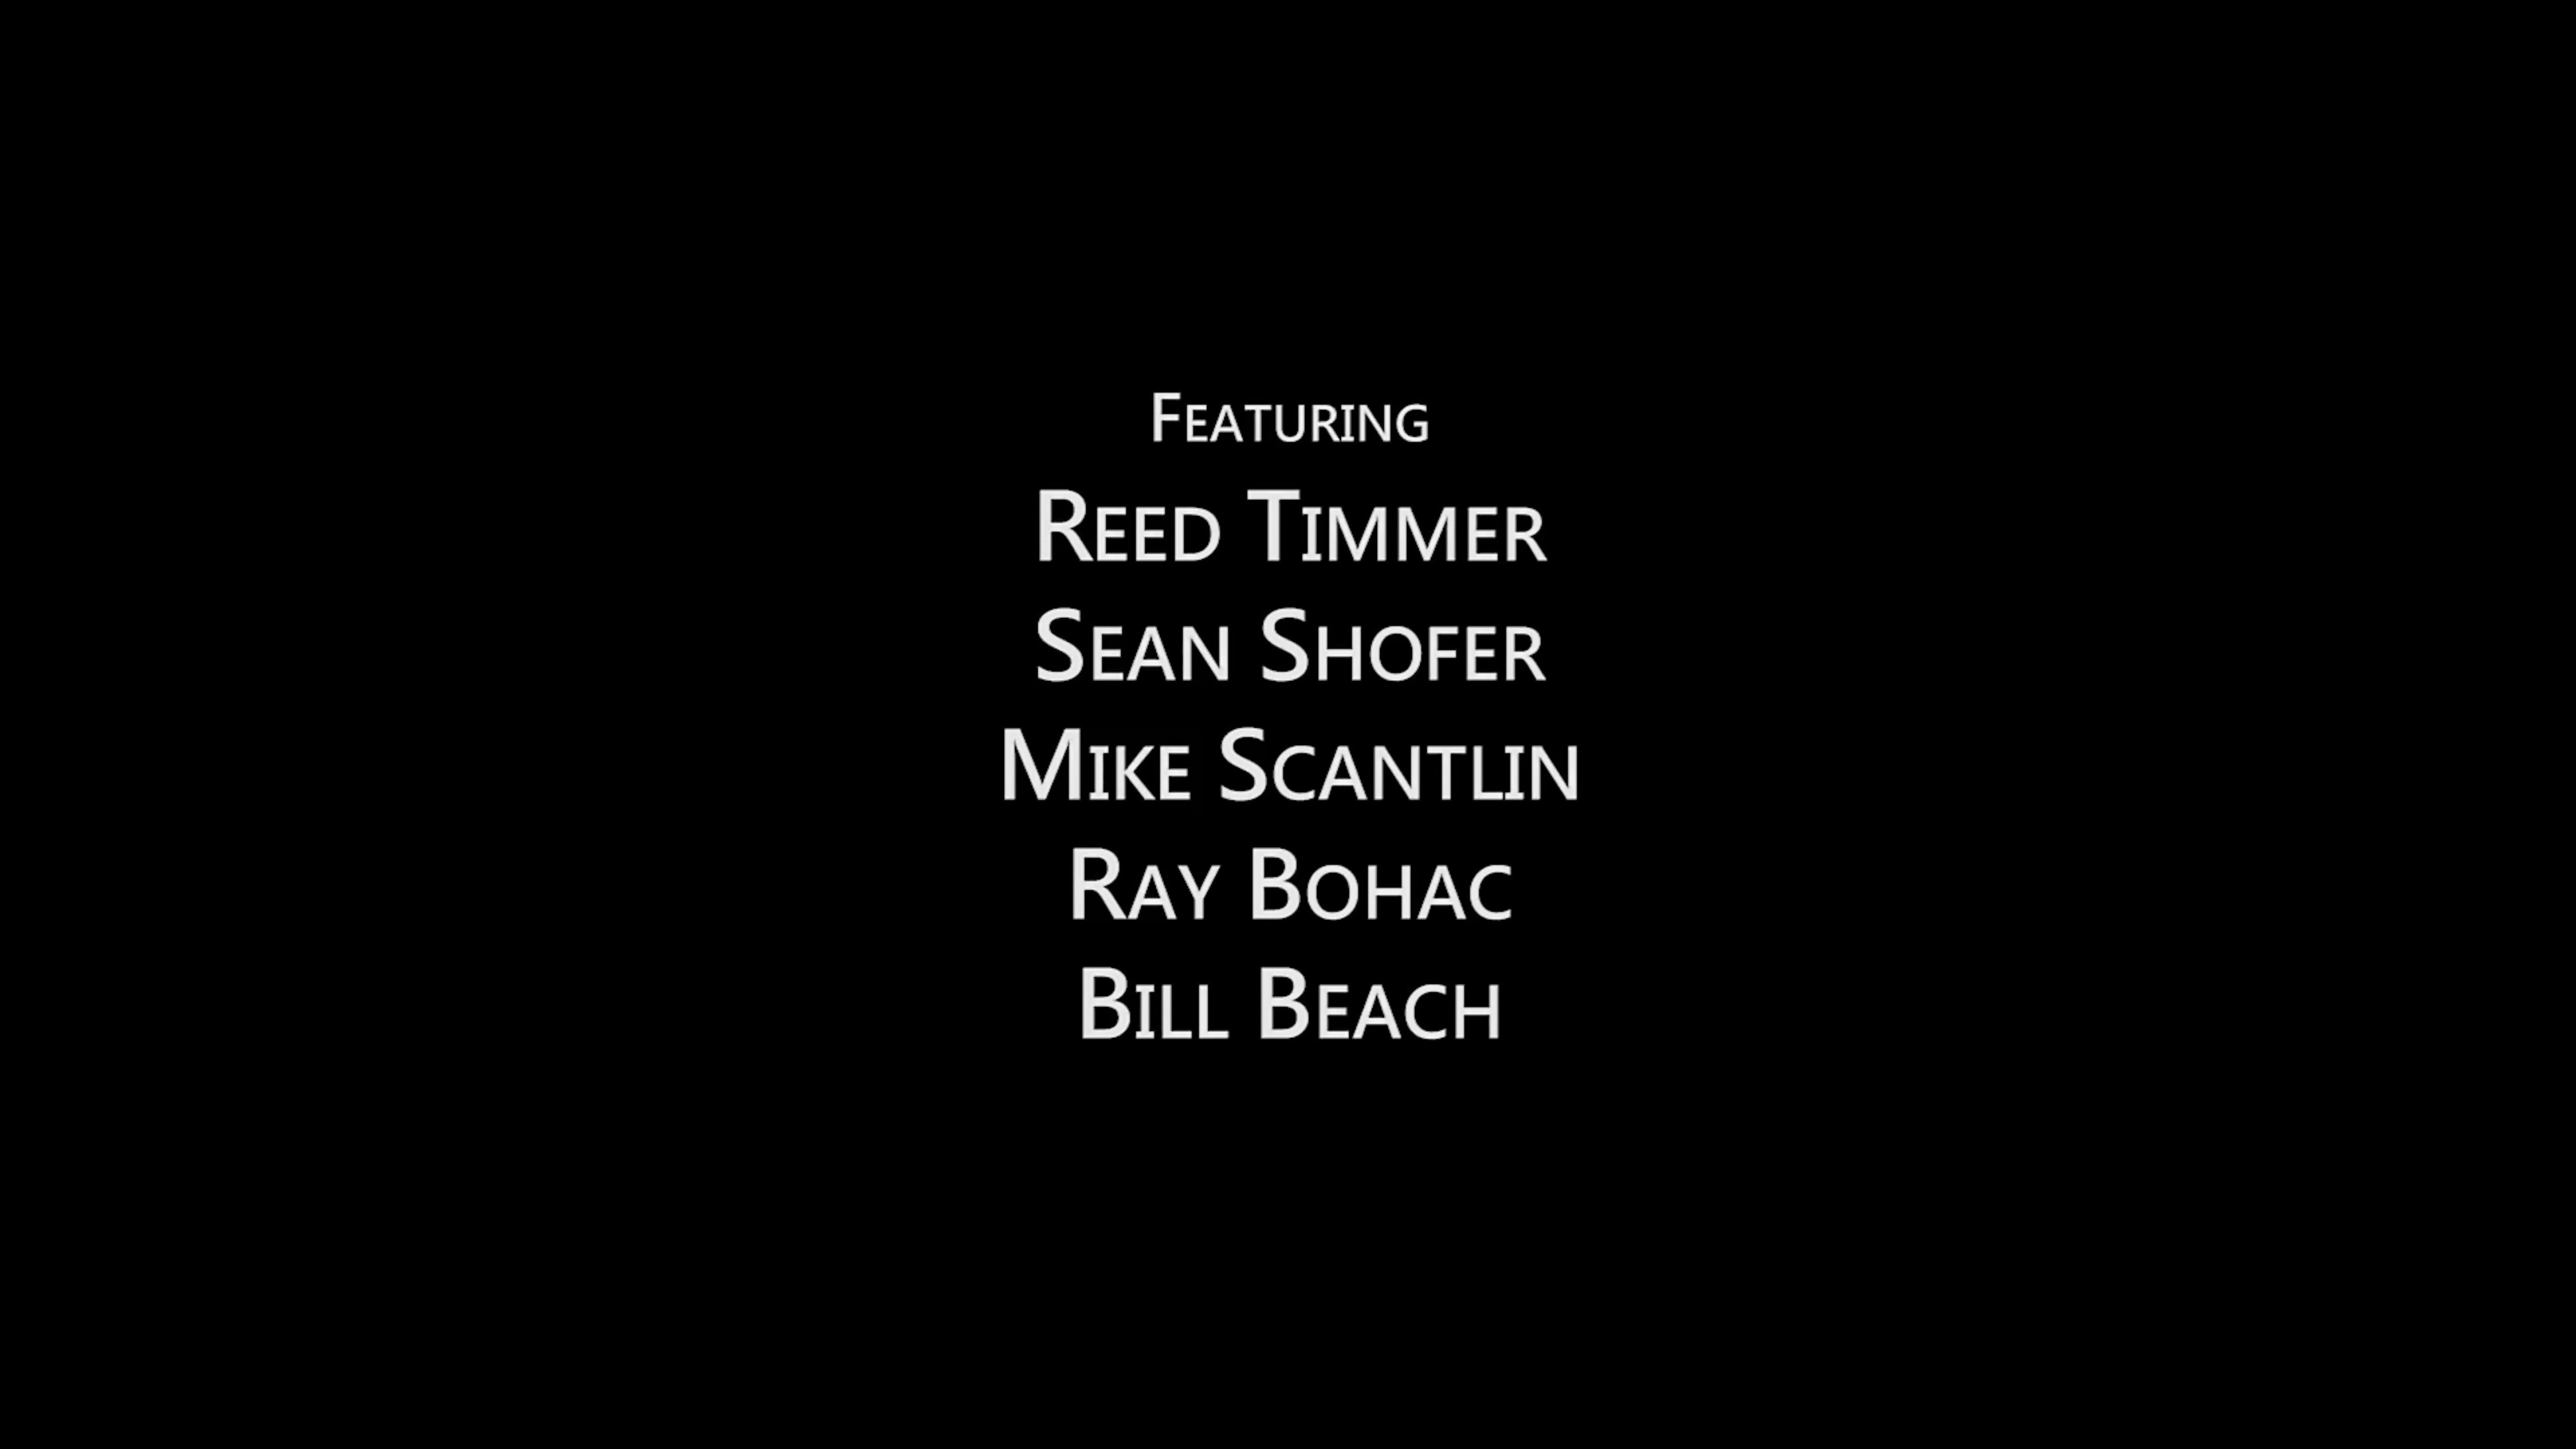 Featuring
Reed Timmer
Sean Shofer
Mike Scantlin
Ray Bohac
Bill Beach